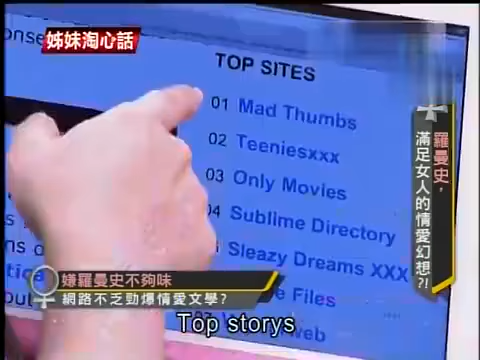 姊妹淘心話
TOP SITES
01 Mad Thumbs
02 Teeniesxxx
03 Only Movies
04 Sublime Directory
Sleazy Dreams XXX
Files
web
羅曼史,
滿足女人的情愛幻想?!
嫌羅曼史不夠味
網路不乏勁爆情愛文學?
Top storys